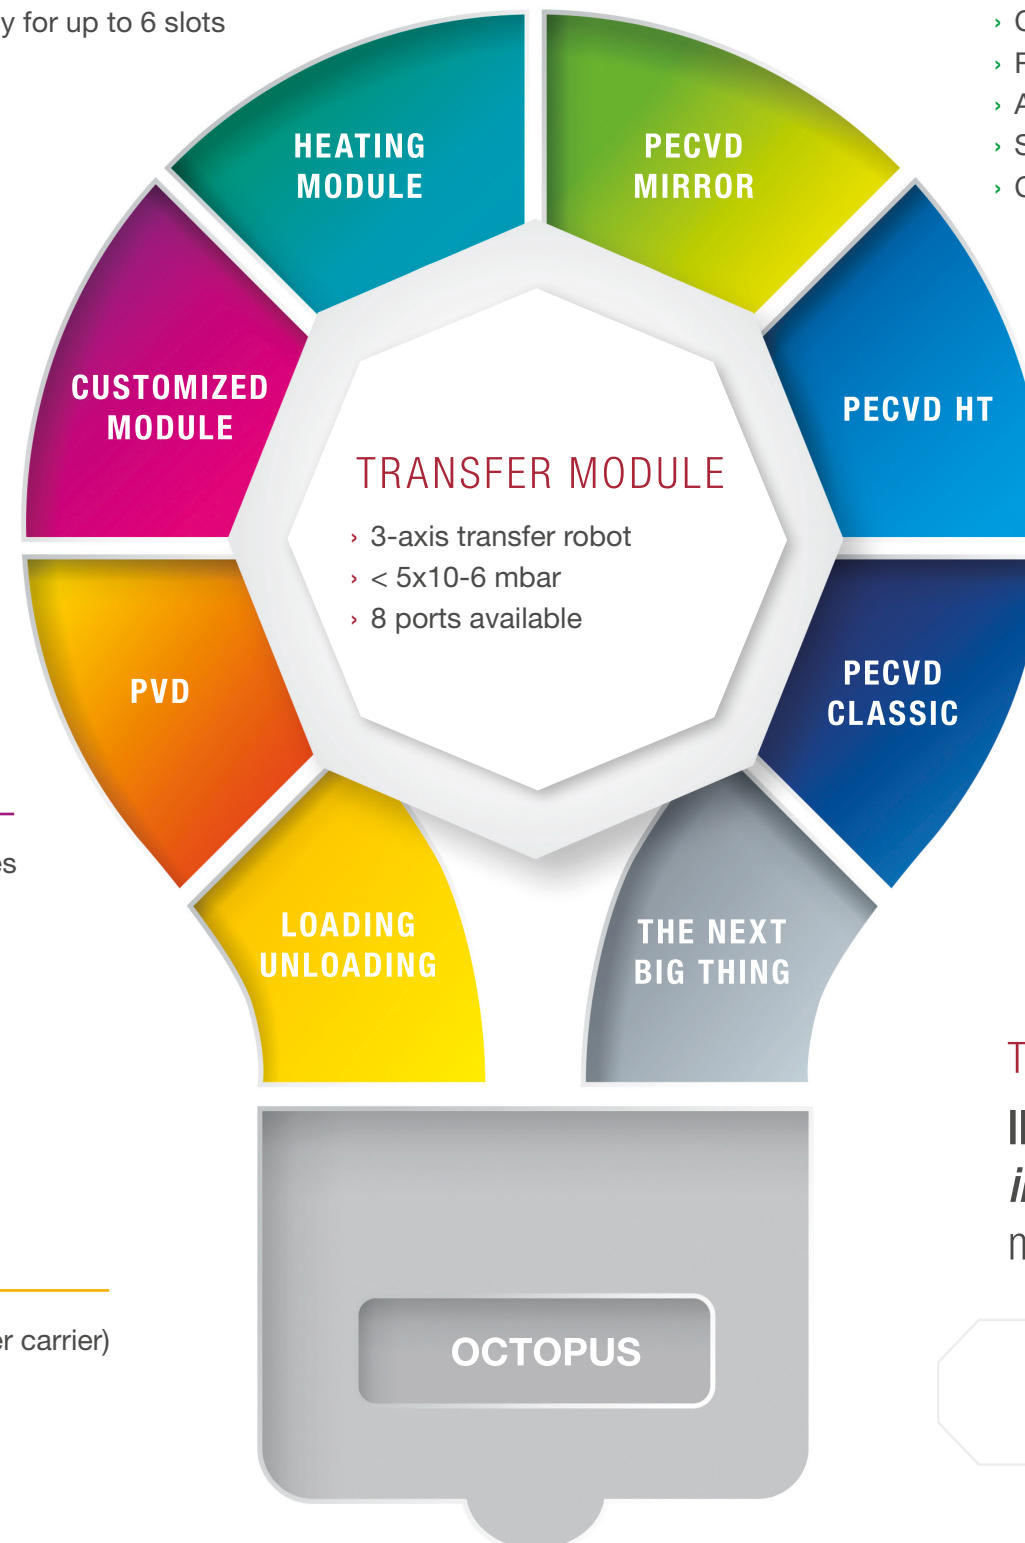 y for up to 6 slots
HEATING
MODULE
PECVD
MIRROR
CUSTOMIZED
MODULE
PECVD HT
TRANSFER MODULE
› 3-axis transfer robot
› < 5x10-6 mbar
› 8 ports available
PVD
PECVD
CLASSIC
LOADING
UNLOADING
THE NEXT
BIG THING
er carrier)
OCTOPUS